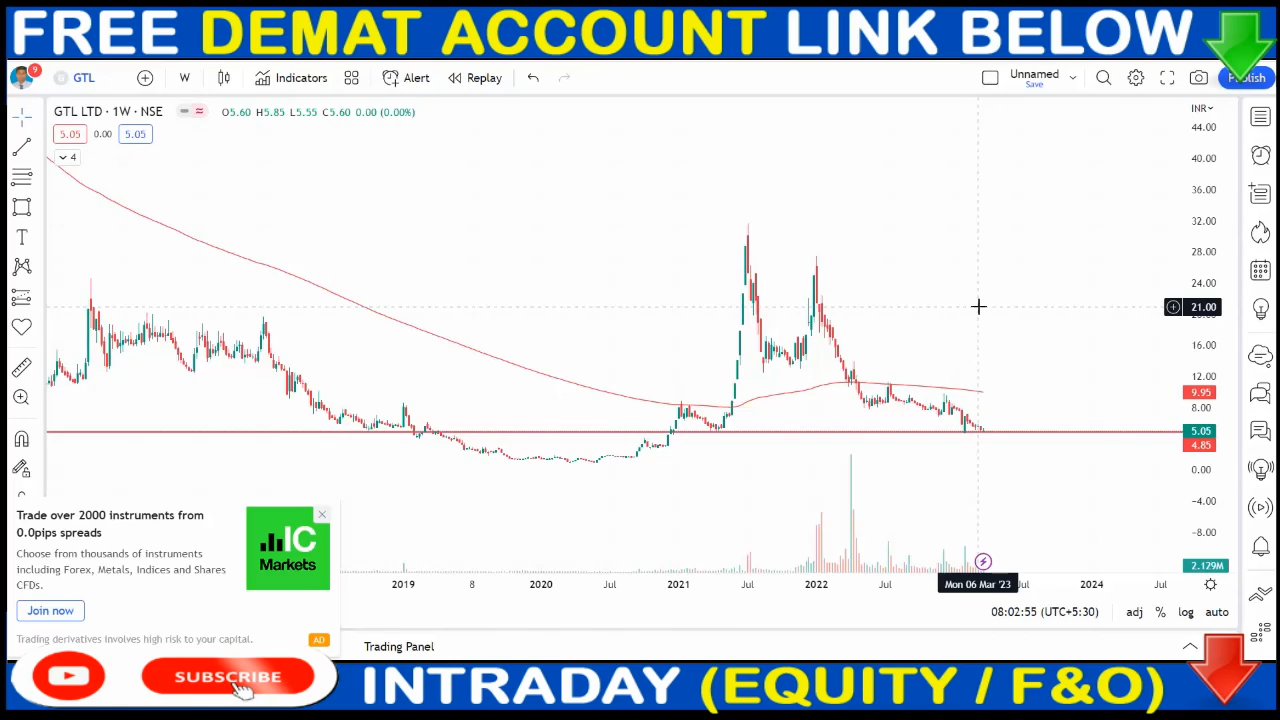 FREE DEMAT ACCOUNT LINK BELOW
9
GTL
W
Indicators
Alert
Replay
Unnamed
Save
Publish
GTL LTD · 1W · NSE
O5.60 H5.85 L5.55 C5.60 0.00 (0.00%)
INR
5.05 0.00 5.05
4
44.00
40.00
36.00
32.00
28.00
24.00
21.00
16.00
12.00
9.95
8.00
5.05
4.85
0.00
−4.00
−8.00
2.129M
Trade over 2000 instruments from
0.0pips spreads
Choose from thousands of instruments
including Forex, Metals, Indices and Shares
CFDs.
IC
Markets
Join now
Trading derivatives involves high risk to your capital.
AD
2019 8 2020 Jul 2021 Jul 2022 Jul Mon 06 Mar '23 Jul 2024 Jul
08:02:55 (UTC+5:30) adj % log auto
Trading Panel
SUBSCRIBE
INTRADAY (EQUITY / F&O)